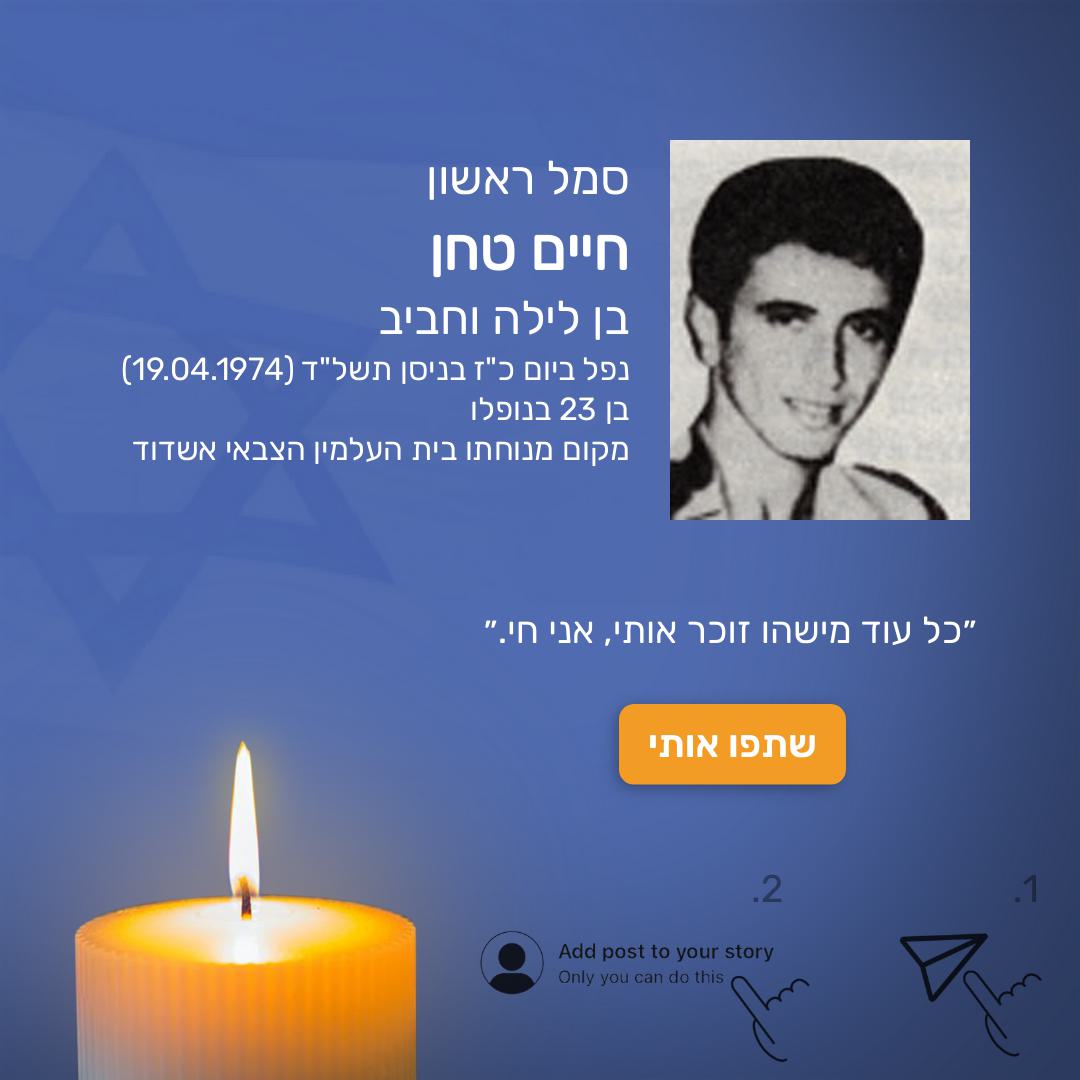 סמל ראשון
חיים טחן
בן לילה וחביב
נפל ביום כ"ז בניסן תשל"ד (19.04.1974)
בן 23 בנופלו
מקום מנוחתו בית העלמין הצבאי אשדוד
״כל עוד מישהו זוכר אותי, אני חי.״
שתפו אותי
.1
.2
Add post to your story
Only you can do this